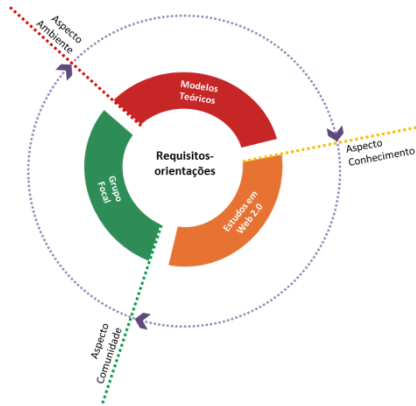 Aspecto
Ambiente
Modelos
Teóricos
Requisitos-
orientações
Aspecto
Conhecimento
Grupo
Focal
Estudos em
Web 2.0
Aspecto
Comunidade